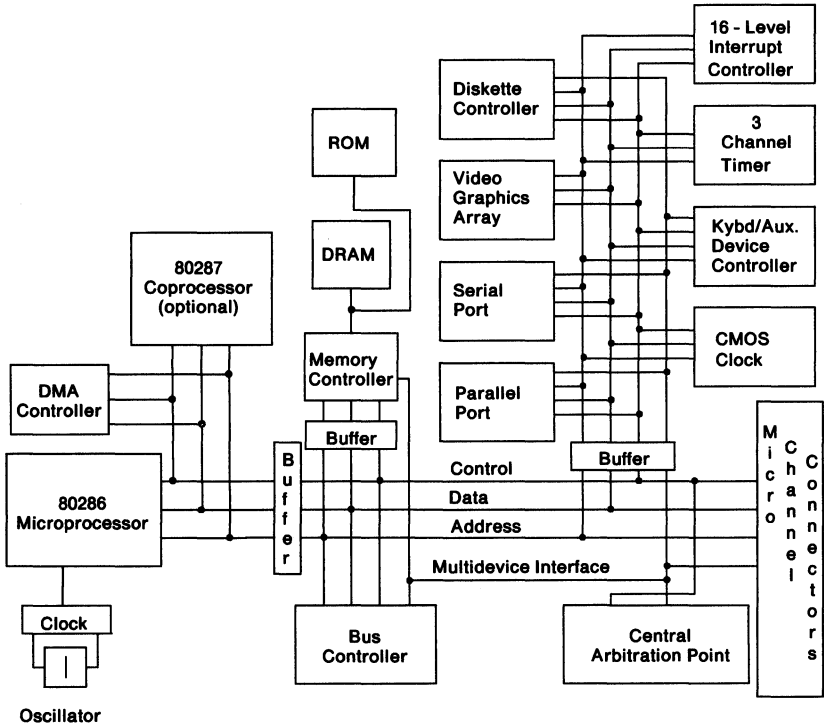 16 - Level
Interrupt
Controller
Diskette
Controller
ROM
3
Channel
Timer
Video
Graphics
Array
Kybd/Aux.
Device
Controller
DRAM
80287
Coprocessor
(optional)
Serial
Port
CMOS
Clock
Memory
Controller
DMA
Controller
Parallel
Port
Buffer
Buffer
Buffer
Micro
Channel
Connectors
Control
80286
Microprocessor
Data
Address
Multidevice Interface
Clock
Bus
Controller
Central
Arbitration Point
Oscillator